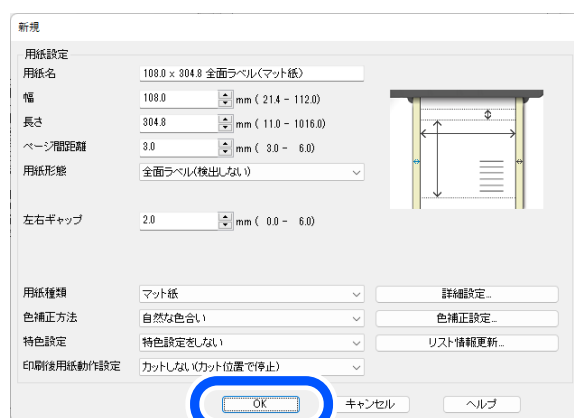 新規
用紙設定
用紙名 108.0 x 304.8 全面ラベル(マット紙)
幅 108.0 mm ( 21.4 - 112.0)
長さ 304.8 mm ( 11.0 - 1016.0)
ページ間距離 3.0 mm ( 3.0 - 6.0)
用紙形態 全面ラベル(検出しない)
左右ギャップ 2.0 mm ( 0.0 - 6.0)
用紙種類 マット紙 詳細設定...
色補正方法 自然な色合い 色補正設定...
特色設定 特色設定をしない リスト情報更新...
印刷後用紙動作設定 カットしない(カット位置で停止)
OK キャンセル ヘルプ